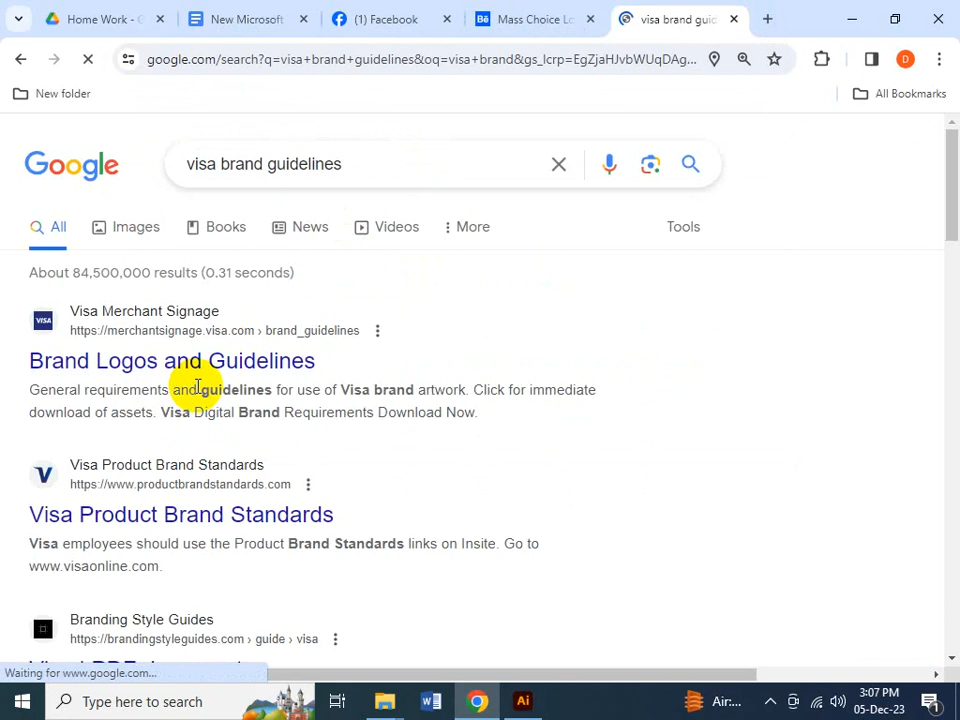 Home Work - G
New Microsoft
(1) Facebook
Mass Choice Lo
visa brand guid
google.com/search?q=visa+brand+guidelines&oq=visa+brand&gs_lcrp=EgZjaHJvbWUqDAg...
D
New folder
All Bookmarks
Google
visa brand guidelines
All
Images
Books
News
Videos
More
Tools
About 84,500,000 results (0.31 seconds)
VISA
Visa Merchant Signage
https://merchantsignage.visa.com › brand_guidelines
Brand Logos and Guidelines
General requirements and guidelines for use of Visa brand artwork. Click for immediate
download of assets. Visa Digital Brand Requirements Download Now.
V
Visa Product Brand Standards
https://www.productbrandstandards.com
Visa Product Brand Standards
Visa employees should use the Product Brand Standards links on Insite. Go to
www.visaonline.com.
Branding Style Guides
https://brandingstyleguides.com › guide › visa
Waiting for www.google.com...
Type here to search
Air:...
3:07 PM
05-Dec-23
1